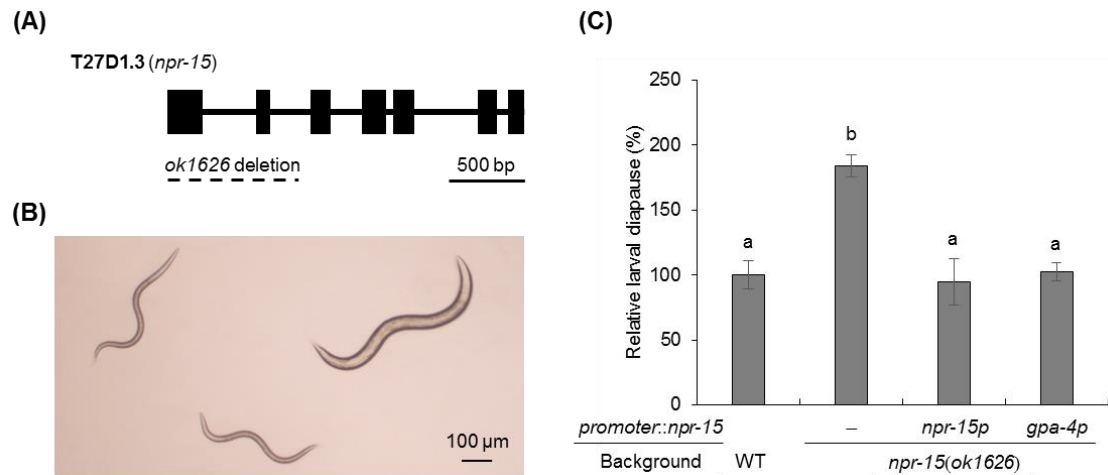 (A)
T27D1.3 (npr-15)
ok1626 deletion
500 bp
(B)
100 µm
(C)
Relative larval diapause (%)
250
200
150
100
50
0
a
b
a
a
promoter::npr-15
–
npr-15p
gpa-4p
Background
WT
npr-15(ok1626)